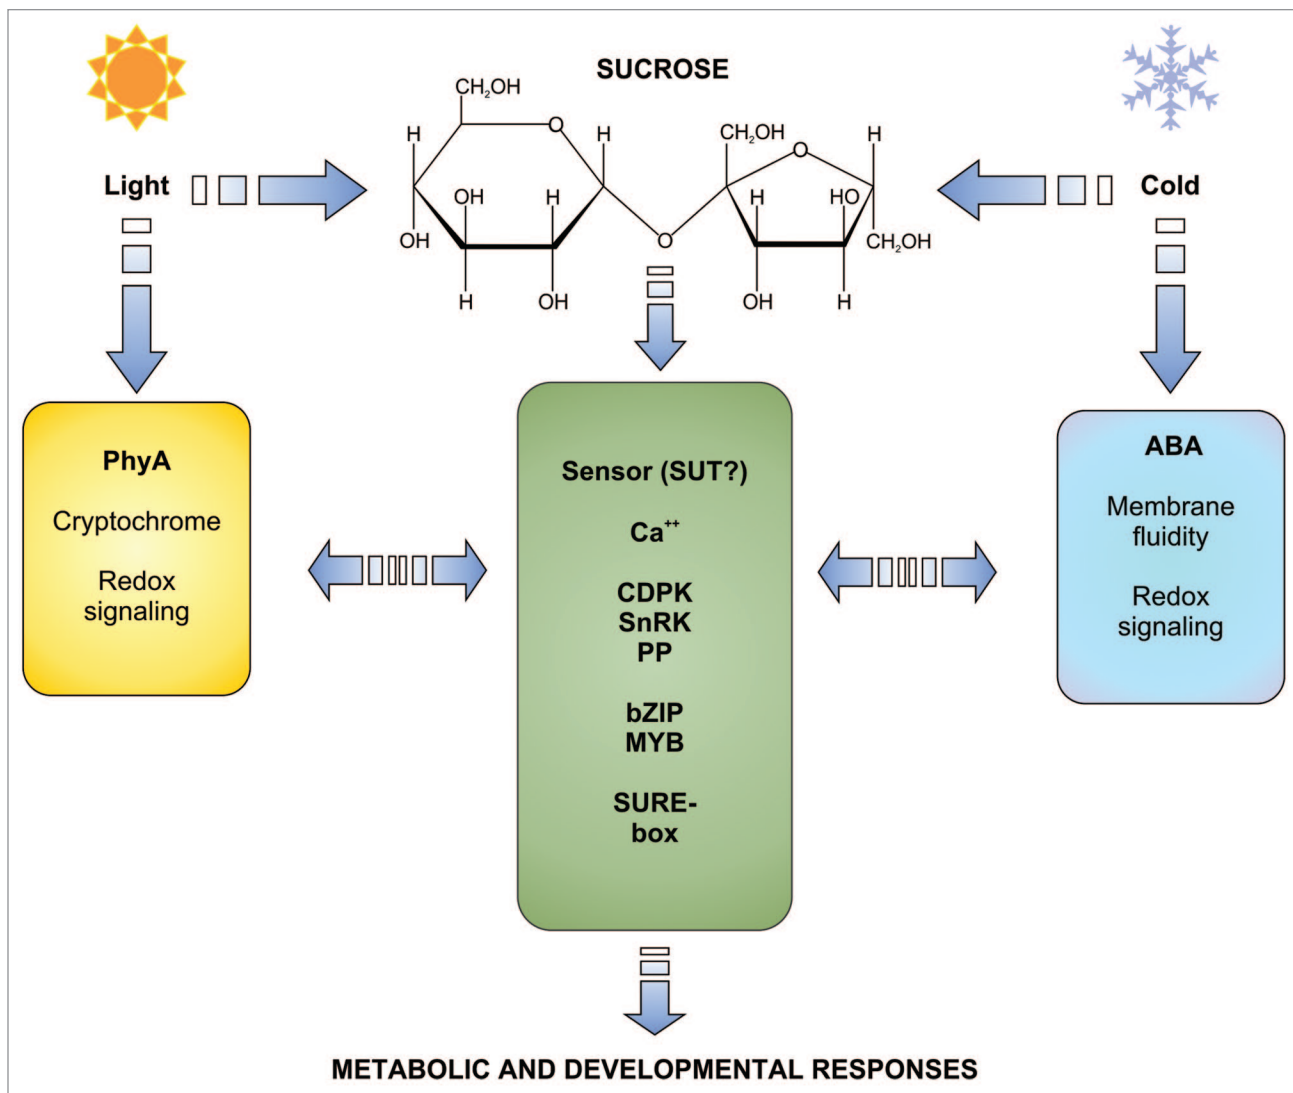 SUCROSE
CH2OH
O
H
H
CH2OH
O
H
Light
Cold
OH
H
H
HO
OH
O
CH2OH
H
OH
OH
H
PhyA
Cryptochrome
Redox
signaling
Sensor (SUT?)
Ca++
CDPK
SnRK
PP
bZIP
MYB
SURE-
box
ABA
Membrane
fluidity
Redox
signaling
METABOLIC AND DEVELOPMENTAL RESPONSES